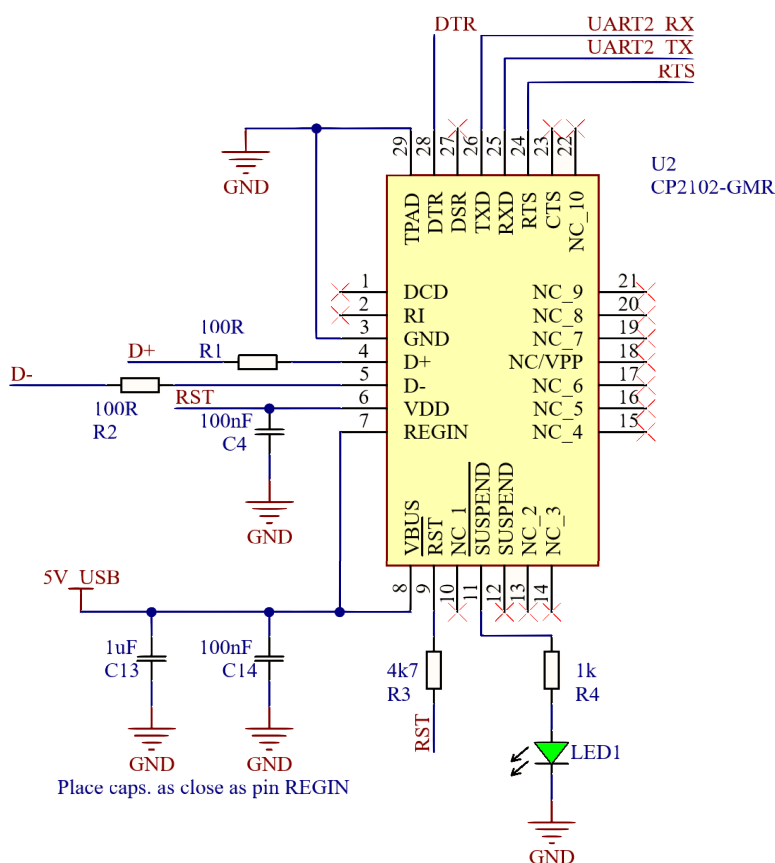 DTR
UART2_RX
UART2_TX
RTS
GND
29
28
27
26
25
24
23
22
U2
CP2102-GMR
TPAD
DTR
DSR
TXD
RXD
RTS
CTS
NC_10
1 DCD
2 RI
3 GND
4 D+
5 D-
6 VDD
7 REGIN
NC_9 21
NC_8 20
NC_7 19
NC/VPP 18
NC_6 17
NC_5 16
NC_4 15
100R
D+ R1
D-
100R
R2
RST
100nF
C4
GND
VBUS
RST
NC_1
SUSPEND
SUSPEND
NC_2
NC_3
8
9
10
11
12
13
14
5V_USB
1uF
C13
100nF
C14
GND
GND
4k7
R3
RST
1k
R4
LED1
GND
Place caps. as close as pin REGIN